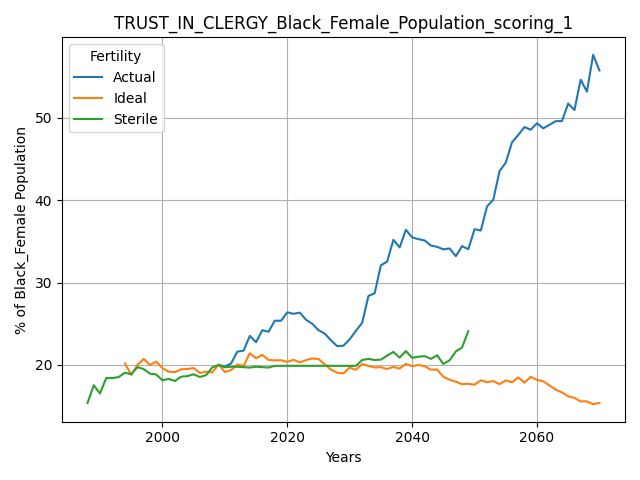 TRUST_IN_CLERGY_Black_Female_Population_scoring_1
Fertility
Actual
Ideal
Sterile
% of Black_Female Population
50
40
30
20
2000
2020
2040
2060
Years